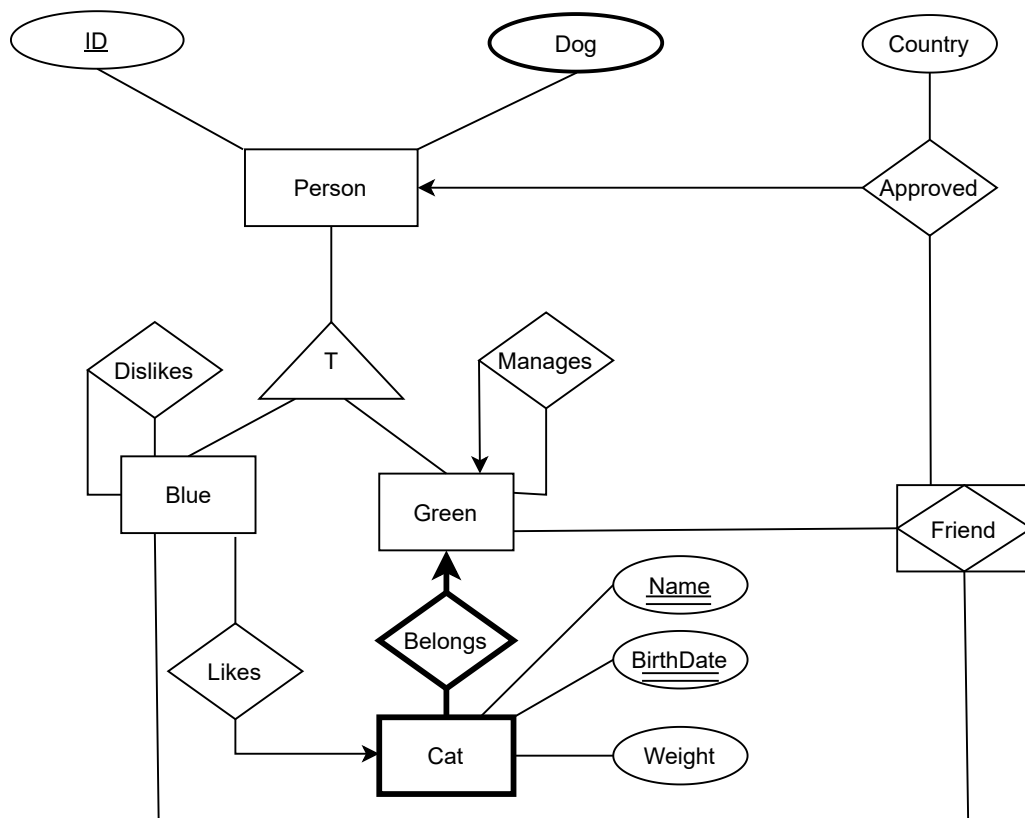 ID
Dog
Country
Person
Approved
T
Dislikes
Manages
Blue
Green
Friend
Name
Belongs
BirthDate
Likes
Cat
Weight